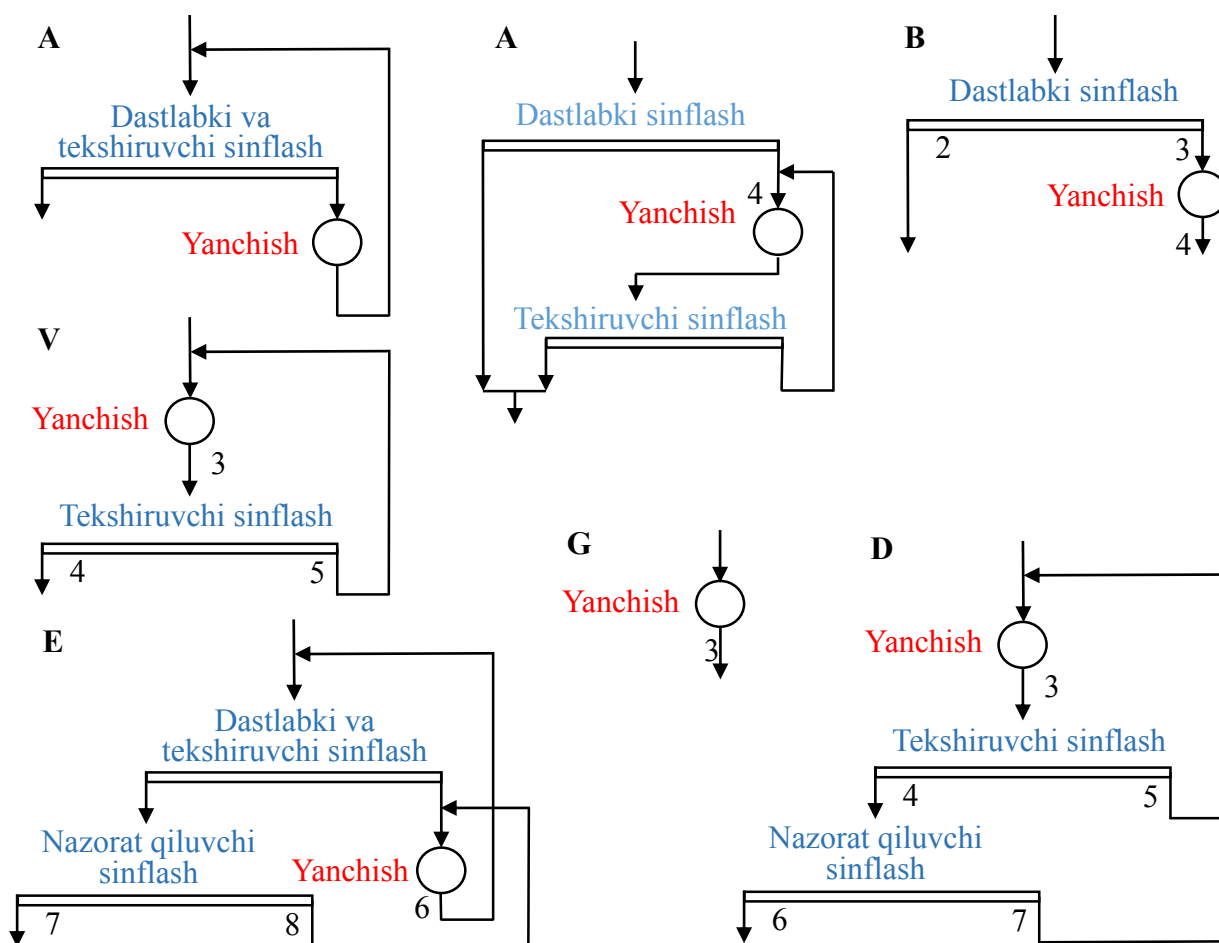 A
Dastlabki va
tekshiruvchi sinflash
Yanchish
A
Dastlabki sinflash
4
Yanchish
Tekshiruvchi sinflash
B
Dastlabki sinflash
2
3
Yanchish
4
V
Yanchish
3
Tekshiruvchi sinflash
4
5
G
Yanchish
3
D
Yanchish
3
Tekshiruvchi sinflash
4
5
Nazorat qiluvchi
sinflash
6
7
E
Dastlabki va
tekshiruvchi sinflash
Nazorat qiluvchi
sinflash
Yanchish
6
7
8